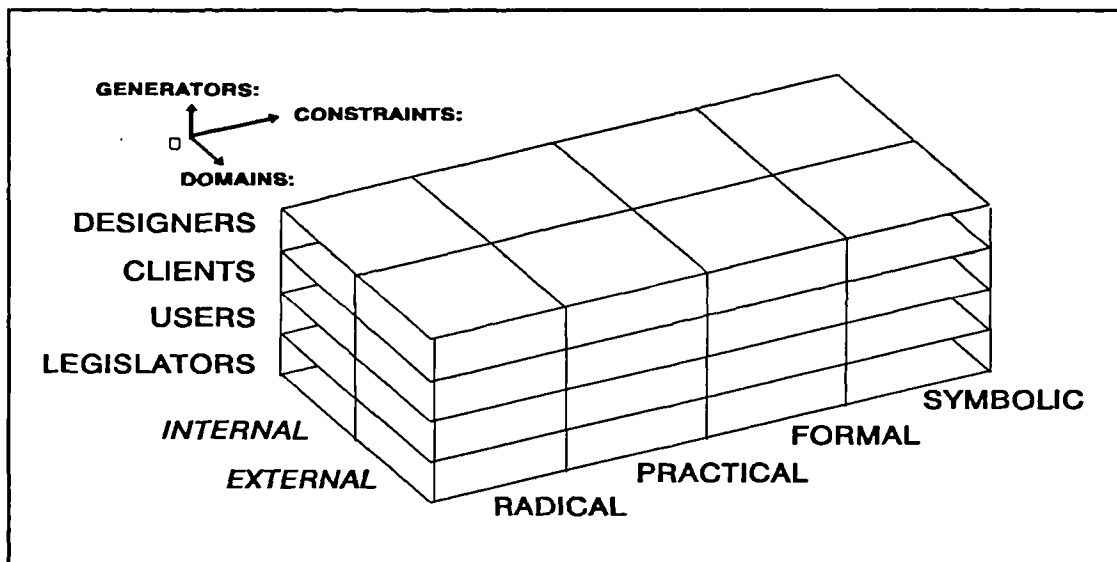 GENERATORS:
CONSTRAINTS:
DOMAINS:
DESIGNERS
CLIENTS
USERS
LEGISLATORS
INTERNAL
EXTERNAL
RADICAL
PRACTICAL
FORMAL
SYMBOLIC